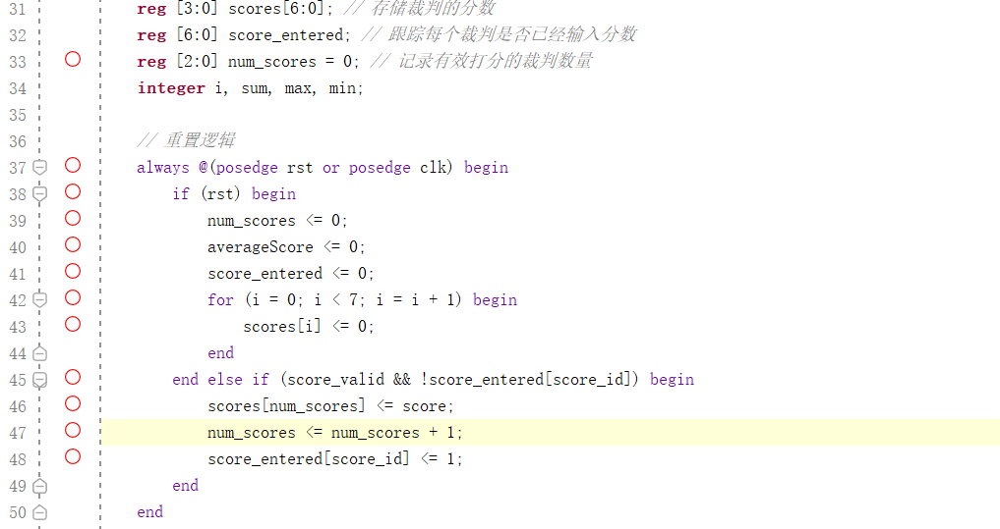 31 reg [3:0] scores[6:0]; // 存储裁判的分数
32 reg [6:0] score_entered; // 跟踪每个裁判是否已经输入分数
33 reg [2:0] num_scores = 0; // 记录有效打分的裁判数量
34 integer i, sum, max, min;
35
36 // 重置逻辑
37 always @(posedge rst or posedge clk) begin
38 if (rst) begin
39 num_scores <= 0;
40 averageScore <= 0;
41 score_entered <= 0;
42 for (i = 0; i < 7; i = i + 1) begin
43 scores[i] <= 0;
44 end
45 end else if (score_valid && !score_entered[score_id]) begin
46 scores[num_scores] <= score;
47 num_scores <= num_scores + 1;
48 score_entered[score_id] <= 1;
49 end
50 end